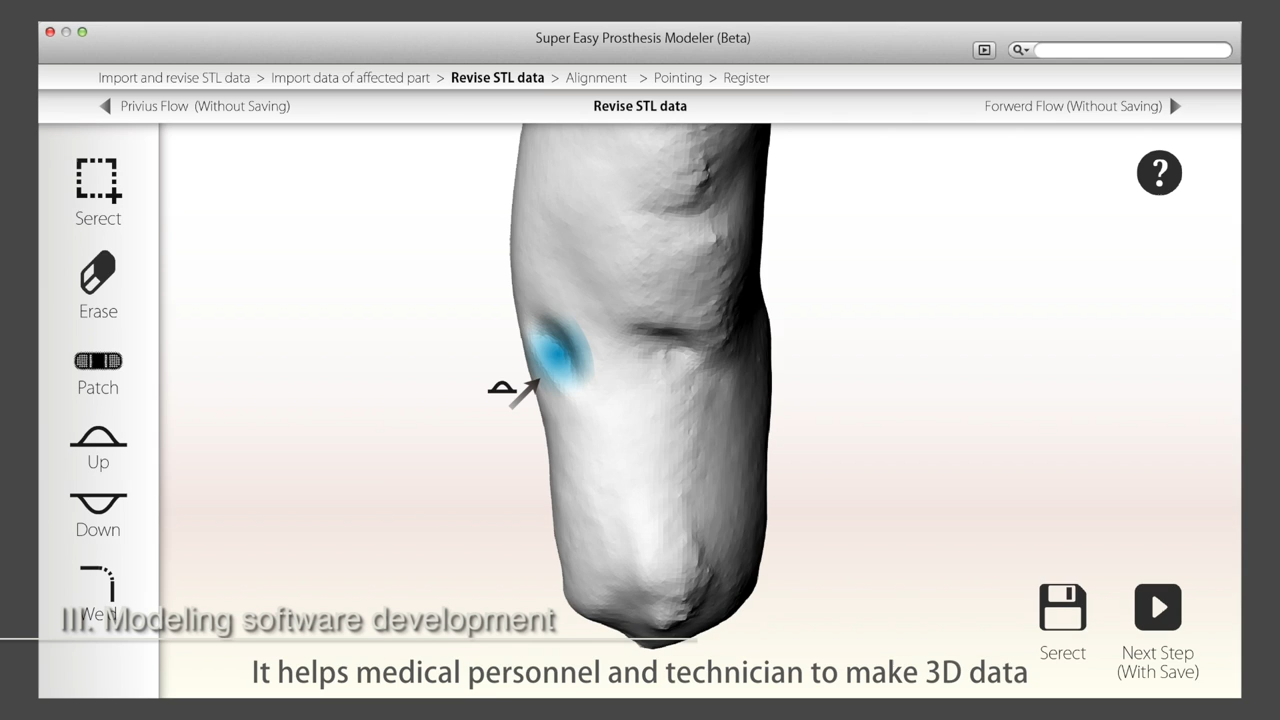 Super Easy Prosthesis Modeler (Beta)
Import and revise STL data > Import data of affected part > Revise STL data > Alignment > Pointing > Register
Privius Flow (Without Saving)
Revise STL data
Forwerd Flow (Without Saving)
?
Serect
Erase
Patch
Up
Down
III. Modeling software development
Serect
Next Step
(With Save)
It helps medical personnel and technician to make 3D data